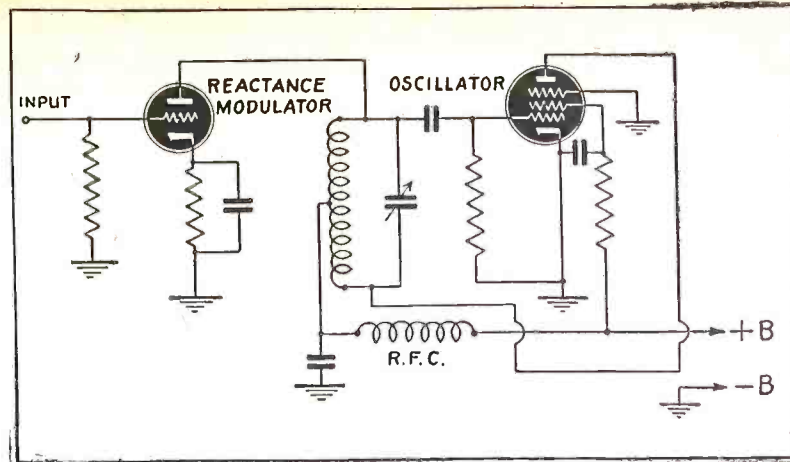 REACTANCE
MODULATOR
OSCILLATOR
INPUT
R.F.C.
+B
-B